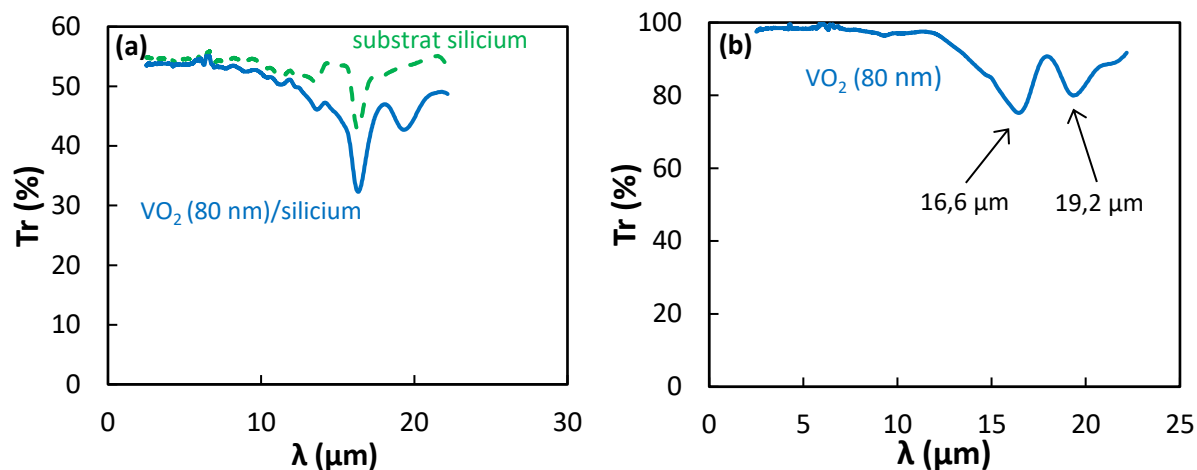 (a)
substrat silicium
VO₂ (80 nm)/silicium
Tr (%)
60
50
40
30
20
10
0
0 10 20 30
λ (µm)
(b)
VO₂ (80 nm)
16,6 µm
19,2 µm
Tr (%)
100
80
60
40
20
0
0 5 10 15 20 25
λ (µm)